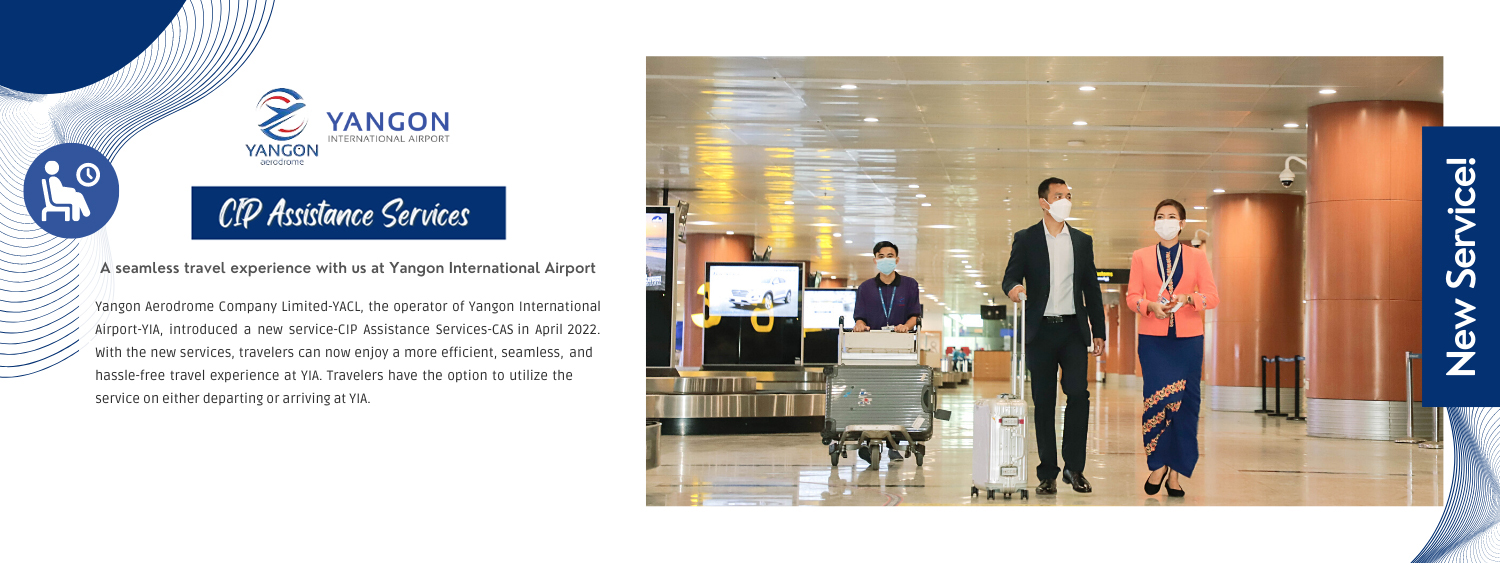 YANGON
aerodrome
YANGON
INTERNATIONAL AIRPORT
CIP Assistance Services
A seamless travel experience with us at Yangon International Airport
Yangon Aerodrome Company Limited-YACL, the operator of Yangon International
Airport-YIA, introduced a new service-CIP Assistance Services-CAS in April 2022.
With the new services, travelers can now enjoy a more efficient, seamless, and
hassle-free travel experience at YIA. Travelers have the option to utilize the
service on either departing or arriving at YIA.
New Service!